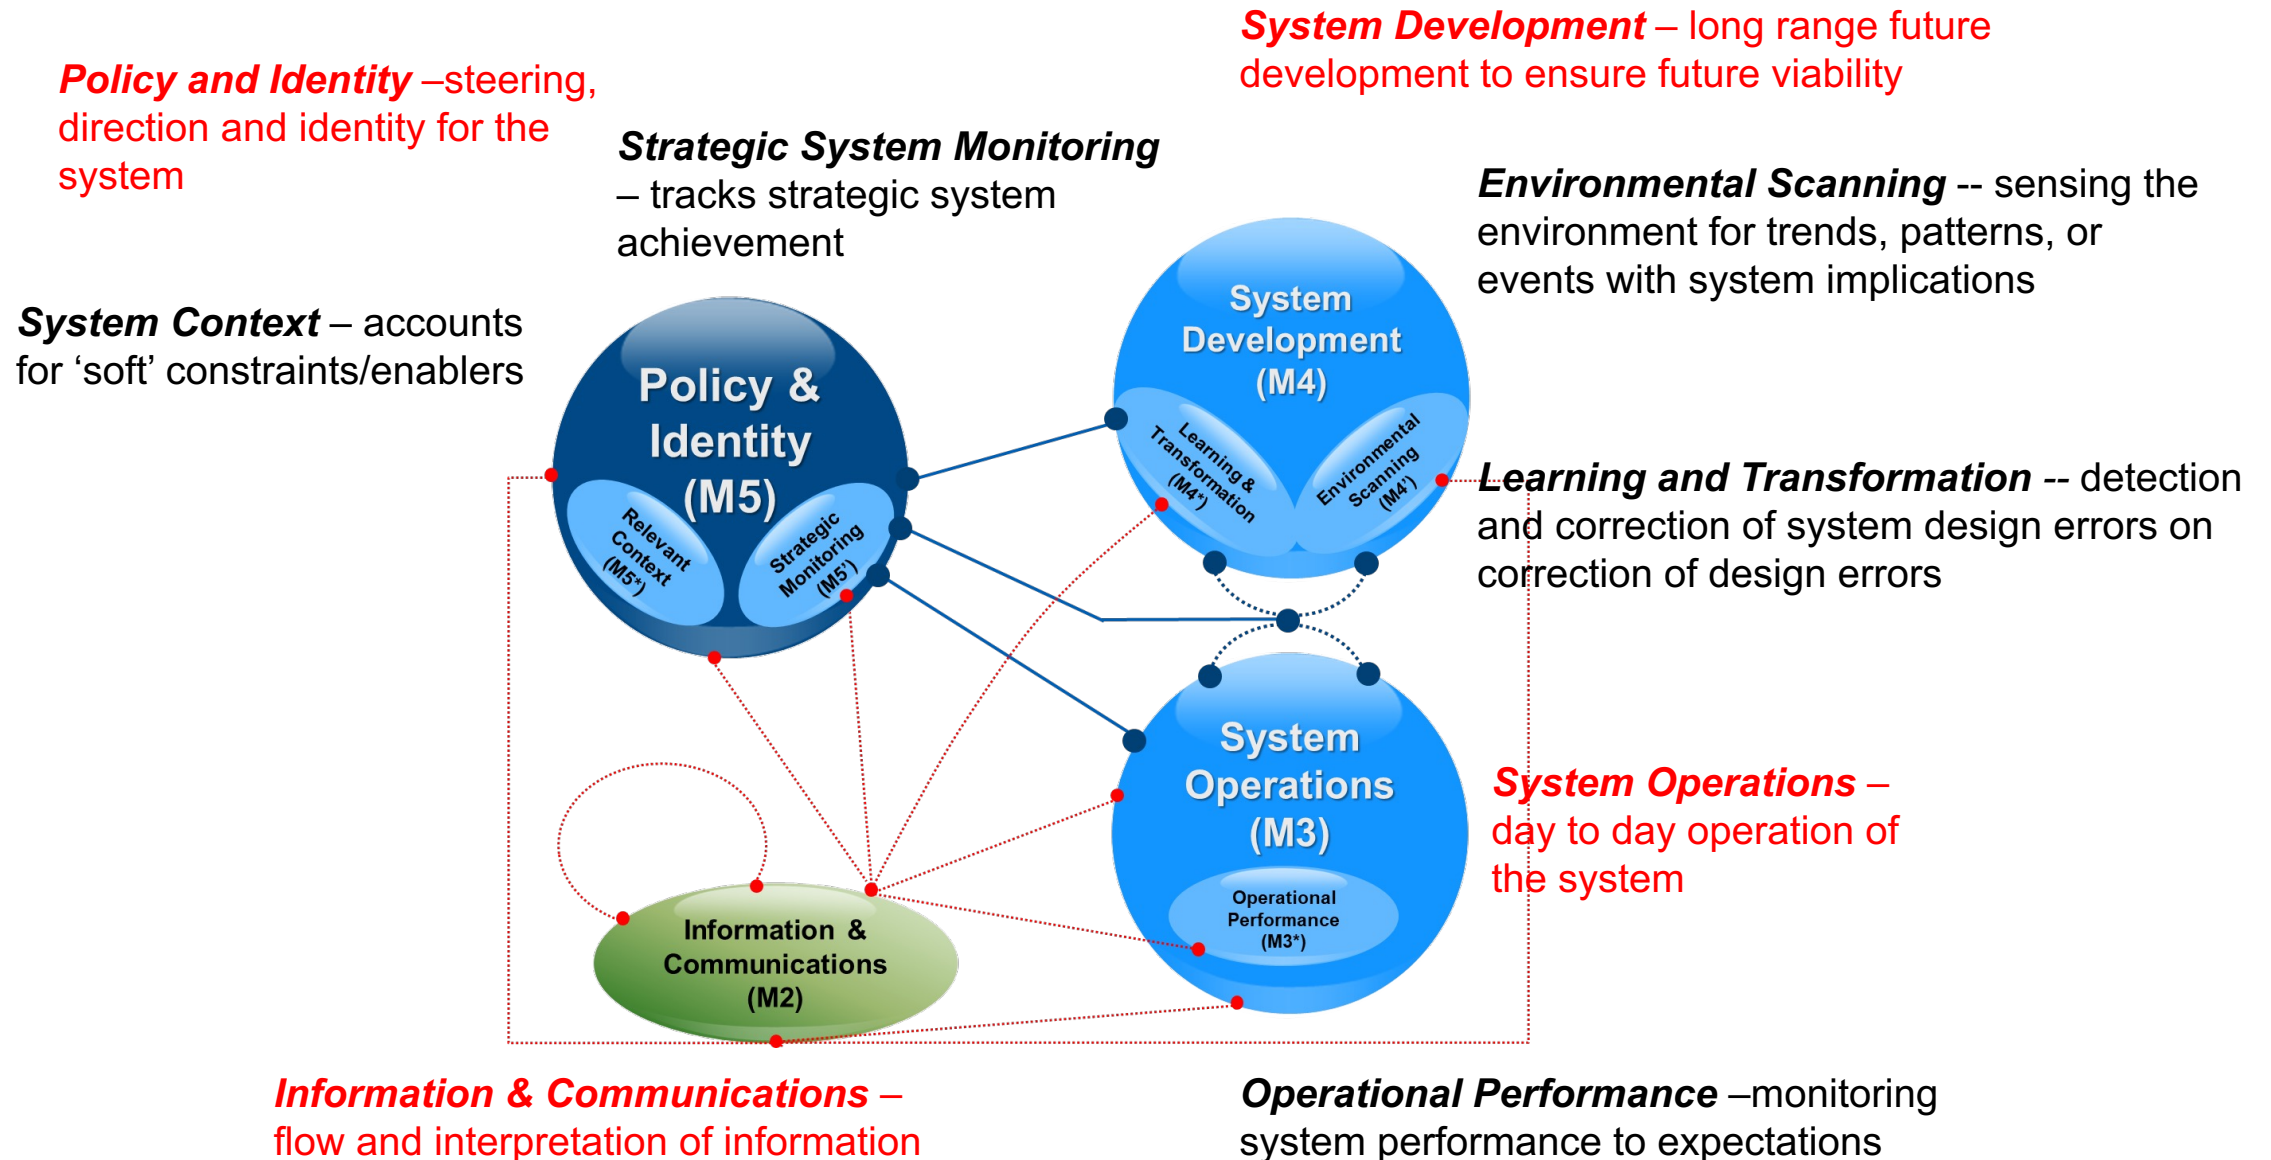 System Development – long range future
development to ensure future viability
Policy and Identity –steering,
direction and identity for the
system
Strategic System Monitoring
– tracks strategic system
achievement
Environmental Scanning -- sensing the
environment for trends, patterns, or
events with system implications
System Context – accounts
for ‘soft’ constraints/enablers
Policy &
Identity
(M5)
Relevant
Context
(M5*)
Strategic
Monitoring
(M5’)
System
Development
(M4)
Learning &
Transformation
(M4*)
Environmental
Scanning
(M4’)
Learning and Transformation -- detection
and correction of system design errors on
correction of design errors
System
Operations
(M3)
Operational
Performance
(M3*)
System Operations –
day to day operation of
the system
Information &
Communications
(M2)
Information & Communications –
flow and interpretation of information
Operational Performance –monitoring
system performance to expectations